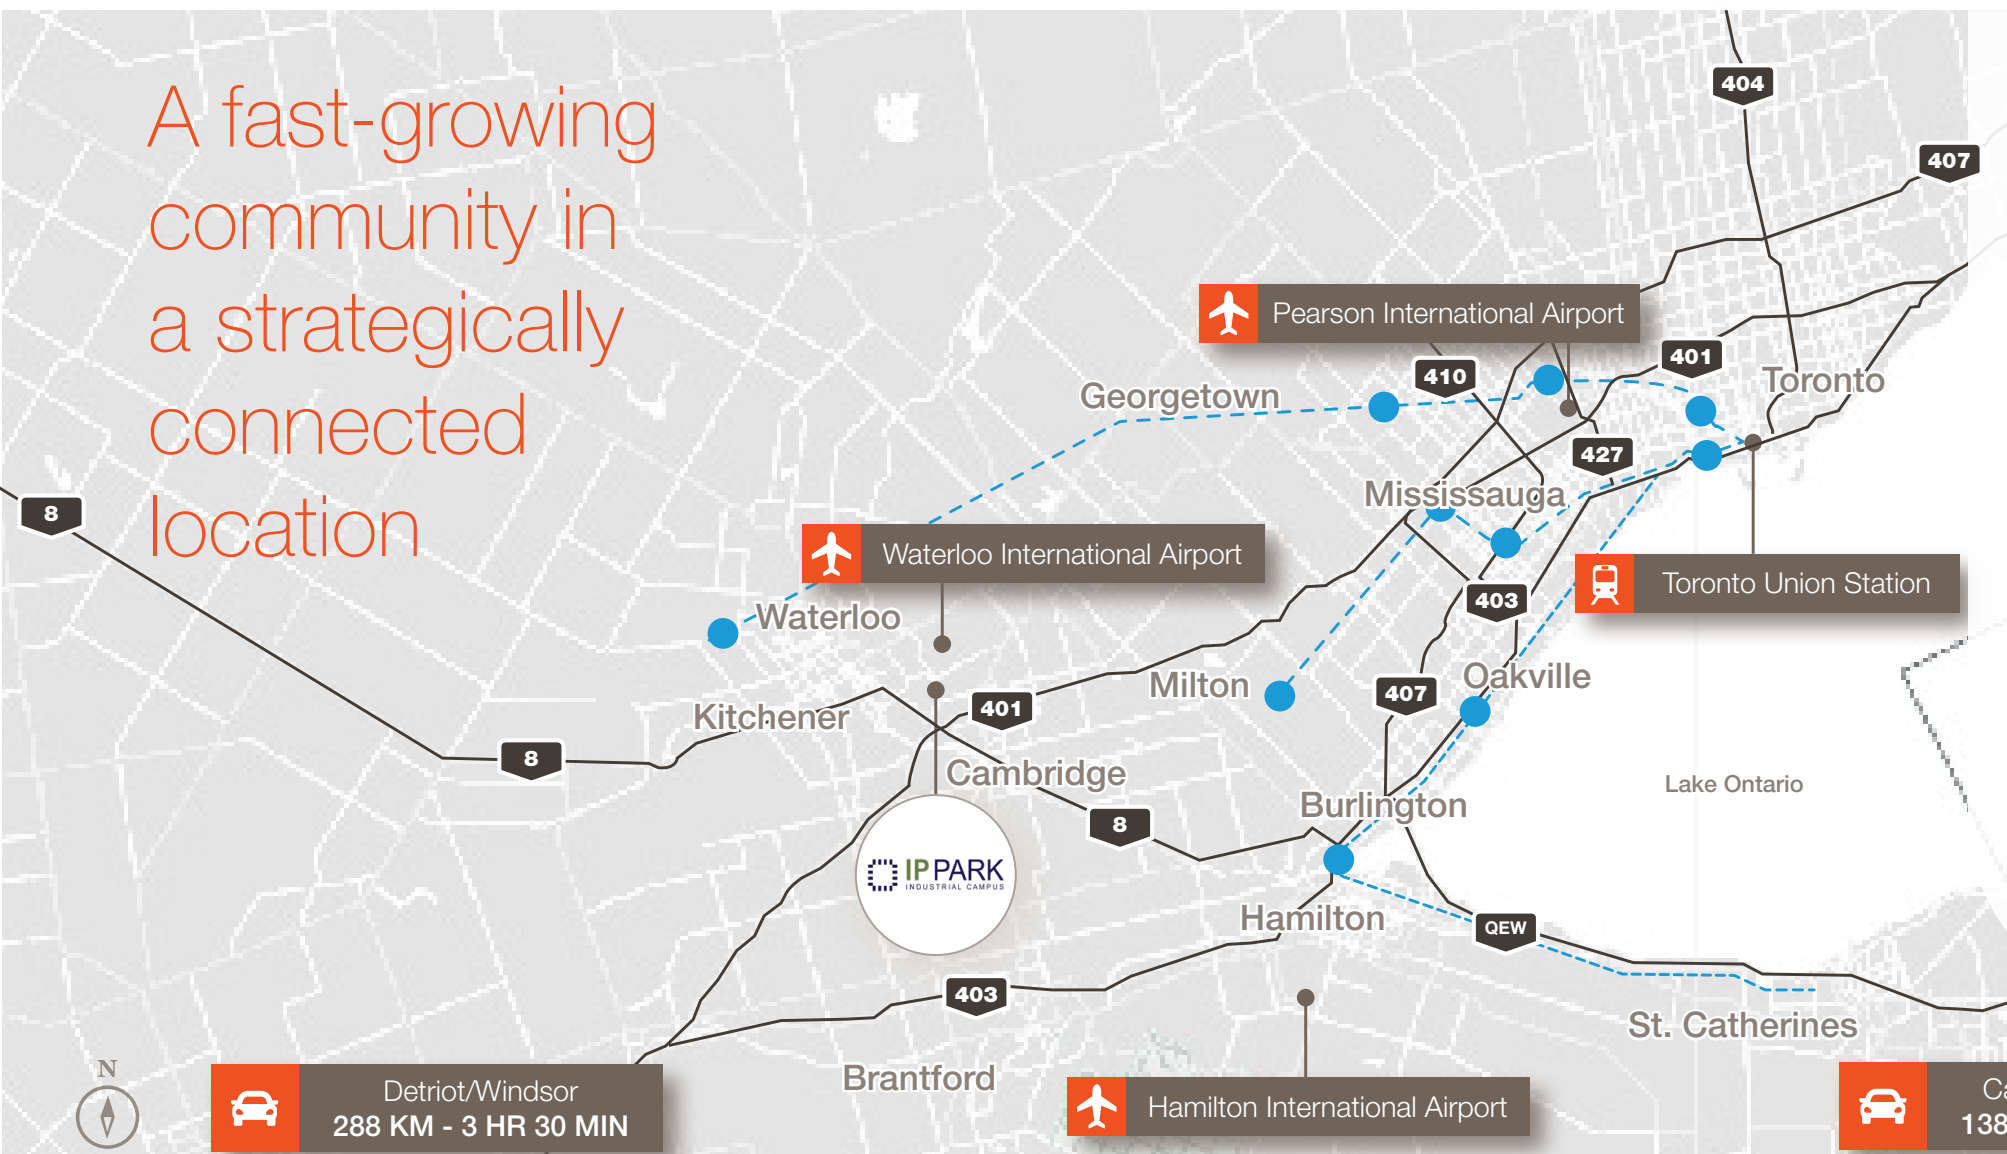 A fast-growing
community in
a strategically
connected
location
404
407
Pearson International Airport
401
410
Toronto
Georgetown
427
Mississauga
8
Waterloo International Airport
Toronto Union Station
403
Waterloo
Oakville
Milton
407
401
Kitchener
8
Cambridge
Lake Ontario
Burlington
8
IP PARK
INDUSTRIAL CAMPUS
Hamilton
QEW
403
St. Catherines
N
Brantford
Detriot/Windsor
288 KM - 3 HR 30 MIN
Hamilton International Airport
138